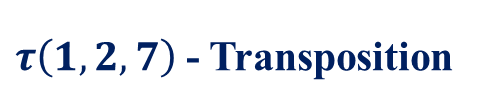 τ(1, 2, 7) - Transposition